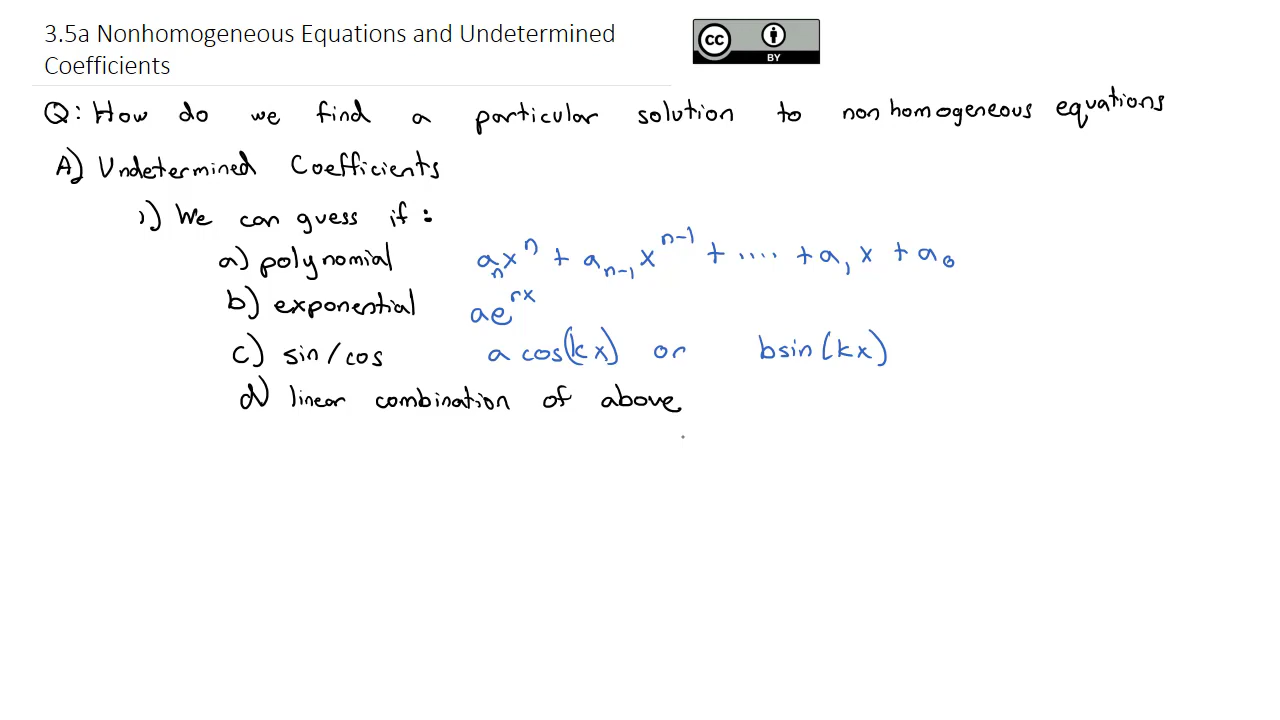 3.5a Nonhomogeneous Equations and Undetermined
Coefficients
CC BY
Q: How do we find a particular solution to nonhomogeneous equations
A) Undetermined Coefficients
1) We can guess if:
a) polynomial aₙxⁿ + aₙ₋₁xⁿ⁻¹ + .... + a₁x + a₀
b) exponential ae^rx
c) sin/cos a cos(kx) or bsin(kx)
d) linear combination of above